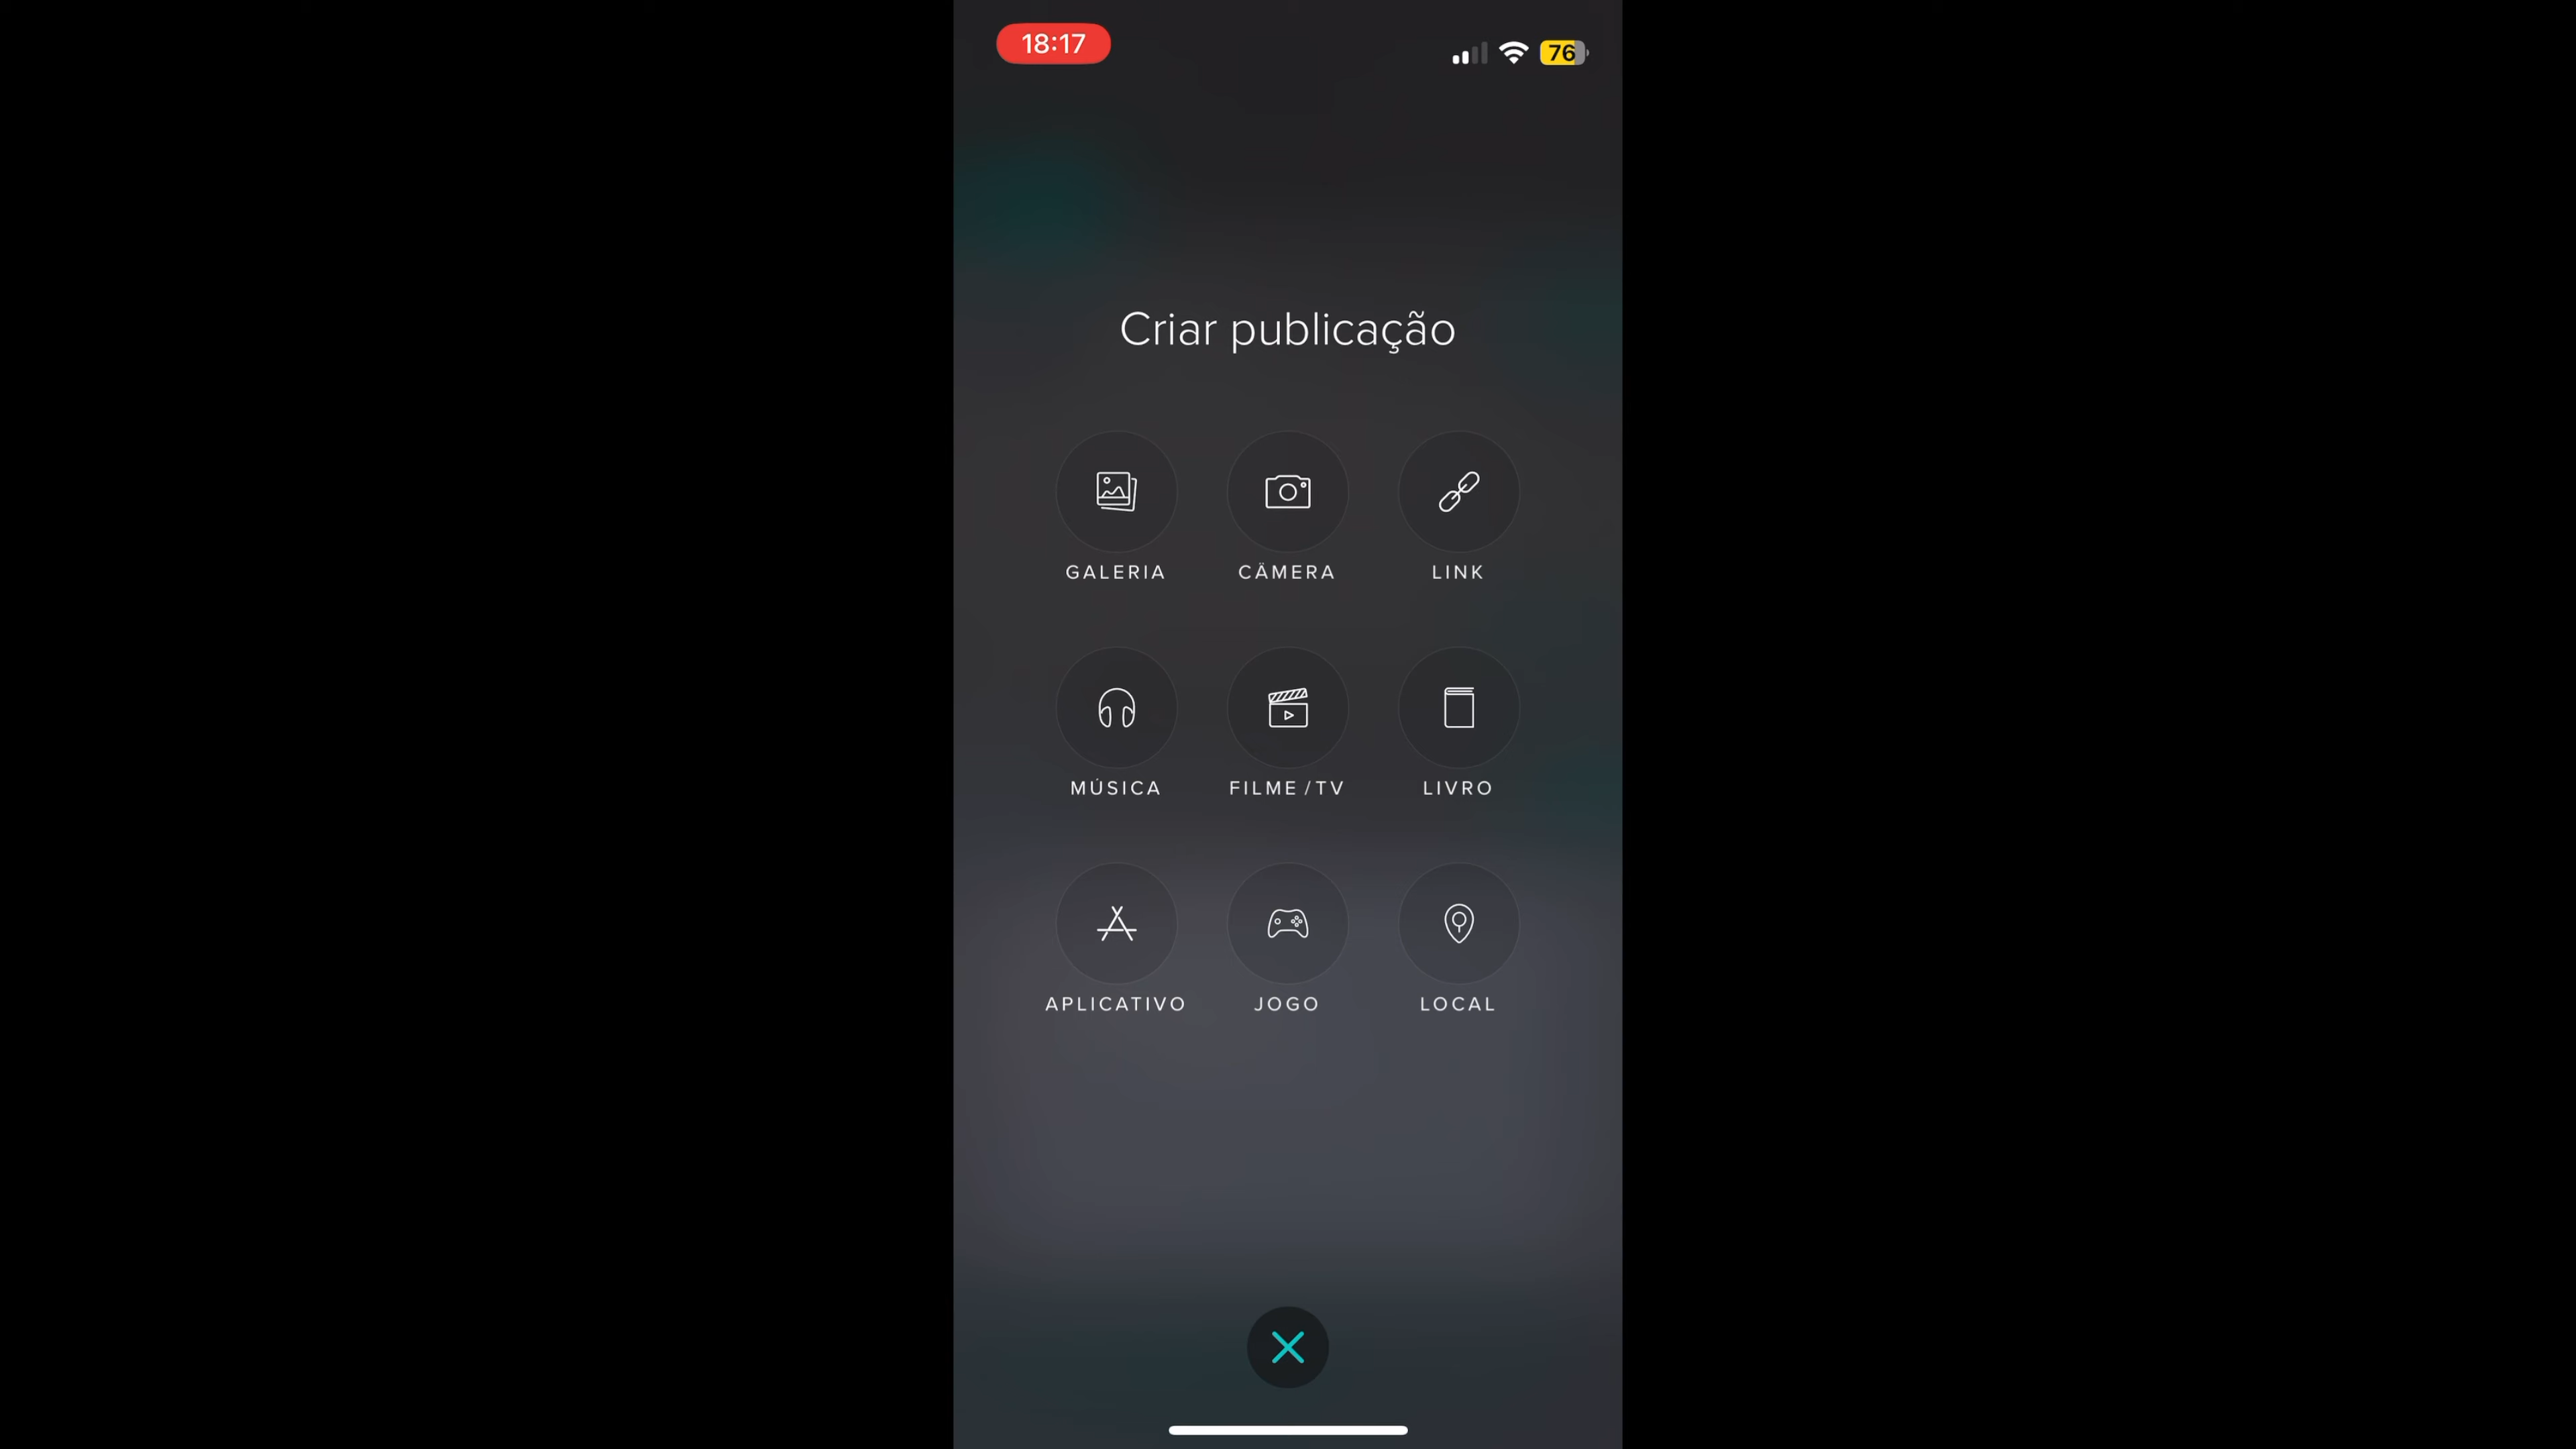 18:17
76
Criar publicação
GALERIA
CÂMERA
LINK
MÚSICA
FILME/TV
LIVRO
APLICATIVO
JOGO
LOCAL